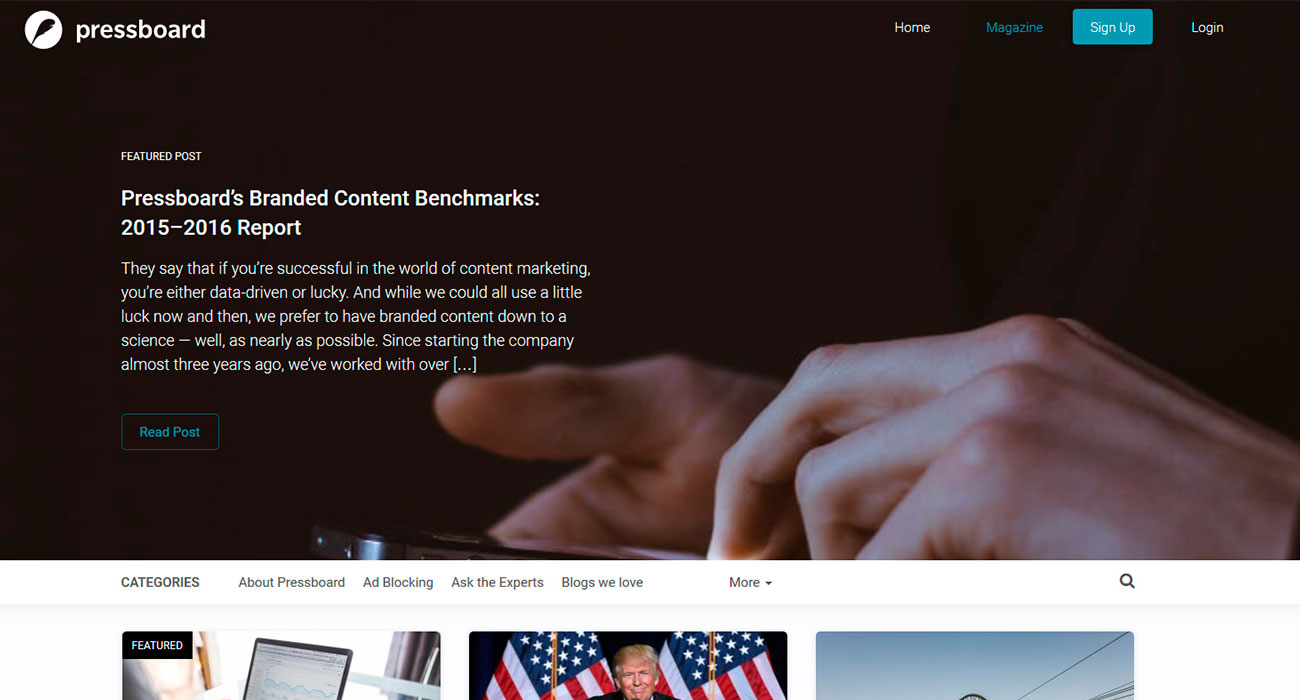 pressboard
Home
Magazine
Sign Up
Login
FEATURED POST
Pressboard’s Branded Content Benchmarks:
2015–2016 Report
They say that if you’re successful in the world of content marketing,
you’re either data-driven or lucky. And while we could all use a little
luck now and then, we prefer to have branded content down to a
science — well, as nearly as possible. Since starting the company
almost three years ago, we’ve worked with over […]
Read Post
CATEGORIES
About Pressboard
Ad Blocking
Ask the Experts
Blogs we love
More
FEATURED